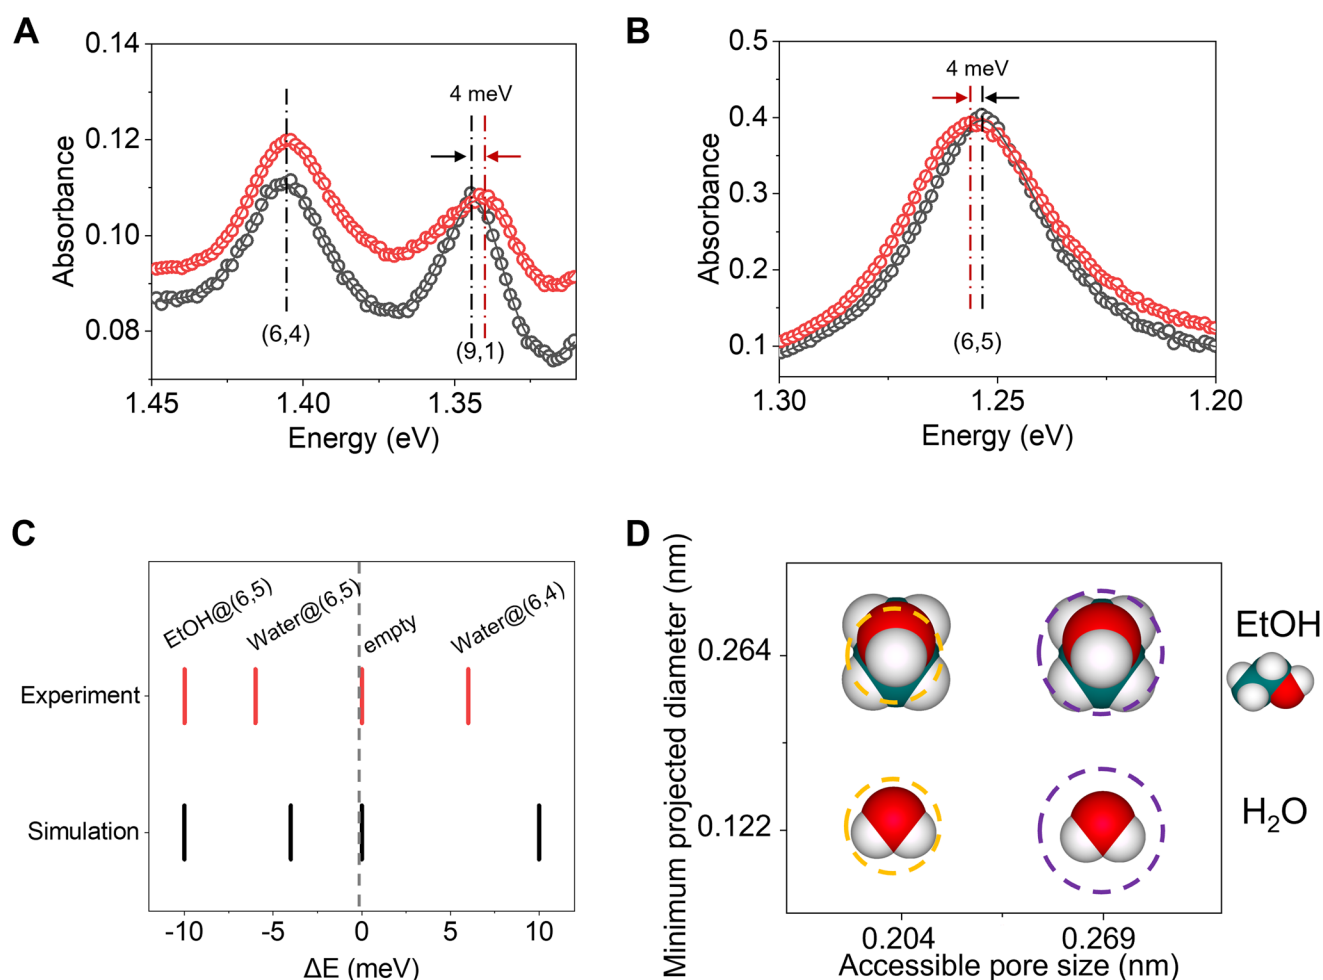 A
0.14
0.12
0.10
0.08
Absorbance
4 meV
(6,4)
(9,1)
1.45
1.40
1.35
Energy (eV)
B
0.5
0.4
0.3
0.2
0.1
Absorbance
4 meV
(6,5)
1.30
1.25
1.20
Energy (eV)
C
EtOH@(6,5)
Water@(6,5)
empty
Water@(6,4)
Experiment
Simulation
-10
-5
0
5
10
ΔE (meV)
D
Minimum projected diameter (nm)
0.264
0.122
EtOH
H₂O
0.204
0.269
Accessible pore size (nm)